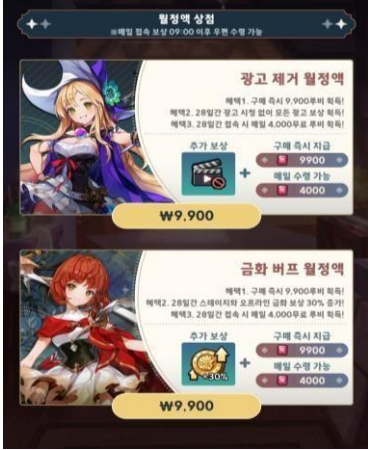 월정액 상점
※매일 접속 보상 09:00 이후 우편 수령 가능
광고 제거 월정액
혜택1. 구매 즉시 9,900루비 획득!
혜택2. 28일간 광고 시청 없이 모든 광고 보상 획득!
혜택3. 28일간 접속 시 매일 4,000무료 루비 획득!
추가 보상
구매 즉시 지급
9900
매일 수령 가능
4000
₩9,900
금화 버프 월정액
혜택1. 구매 즉시 9,900루비 획득!
혜택2. 28일간 스테이지와 오프라인 금화 보상 30% 증가!
혜택3. 28일간 접속 시 매일 4,000무료 루비 획득!
추가 보상
구매 즉시 지급
+30%
9900
매일 수령 가능
4000
₩9,900